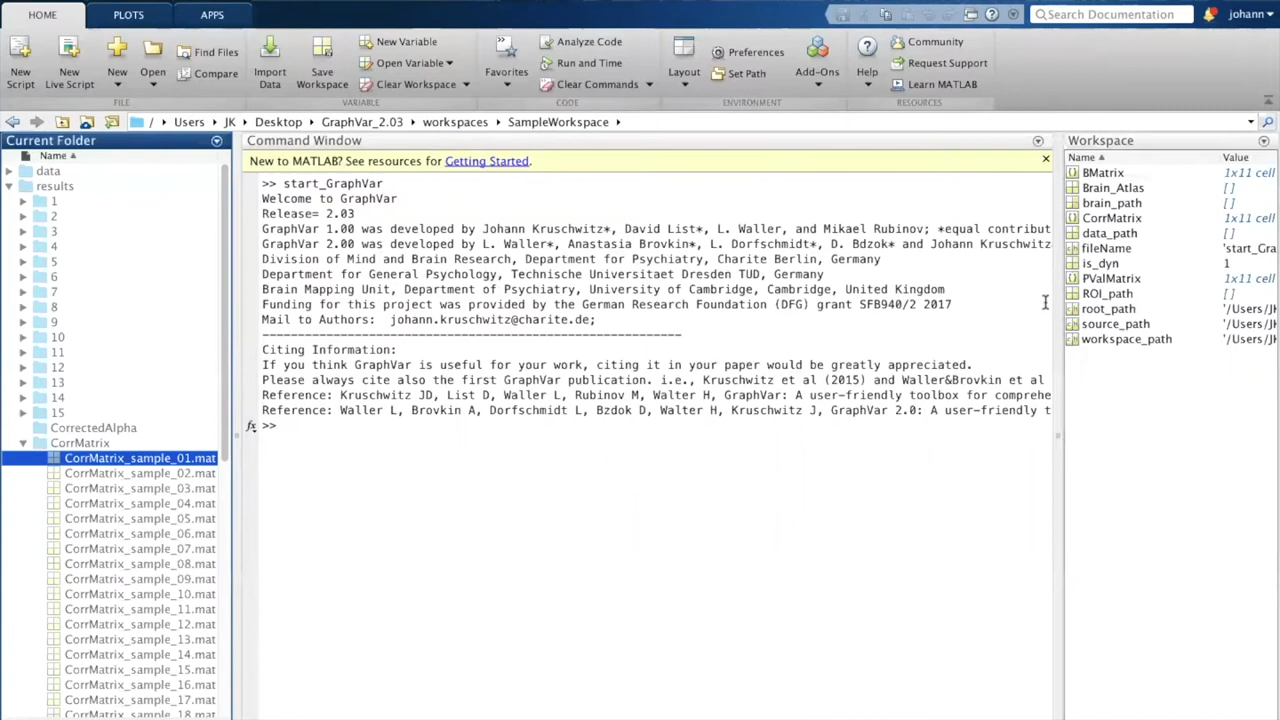 HOME PLOTS APPS Search Documentation johann
New Script
New Live Script
New
Open
Find Files
Compare
Import Data
Save Workspace
New Variable
Open Variable
Clear Workspace
Favorites
Analyze Code
Run and Time
Clear Commands
Layout
Preferences
Set Path
Add-Ons
Help
Community
Request Support
Learn MATLAB
FILE VARIABLE CODE ENVIRONMENT RESOURCES
/ Users JK Desktop GraphVar_2.03 workspaces SampleWorkspace
Current Folder
Name
data
results
1
2
3
4
5
6
7
8
9
10
11
12
13
14
15
CorrectedAlpha
CorrMatrix
CorrMatrix_sample_01.mat
CorrMatrix_sample_02.mat
CorrMatrix_sample_03.mat
CorrMatrix_sample_04.mat
CorrMatrix_sample_05.mat
CorrMatrix_sample_06.mat
CorrMatrix_sample_07.mat
CorrMatrix_sample_08.mat
CorrMatrix_sample_09.mat
CorrMatrix_sample_10.mat
CorrMatrix_sample_11.mat
CorrMatrix_sample_12.mat
CorrMatrix_sample_13.mat
CorrMatrix_sample_14.mat
CorrMatrix_sample_15.mat
CorrMatrix_sample_16.mat
CorrMatrix_sample_17.mat
CorrMatrix_sample_18.mat
Command Window
New to MATLAB? See resources for Getting Started.
>> start_GraphVar
Welcome to GraphVar
Release= 2.03
GraphVar 1.00 was developed by Johann Kruschwitz*, David List*, L. Waller, and Mikael Rubinov; *equal contribut
GraphVar 2.00 was developed by L. Waller*, Anastasia Brovkin*, L. Dorfschmidt*, D. Bdzok* and Johann Kruschwitz
Division of Mind and Brain Research, Department for Psychiatry, Charite Berlin, Germany
Department for General Psychology, Technische Universitaet Dresden TUD, Germany
Brain Mapping Unit, Department of Psychiatry, University of Cambridge, Cambridge, United Kingdom
Funding for this project was provided by the German Research Foundation (DFG) grant SFB940/2 2017
Mail to Authors:  johann.kruschwitz@charite.de;
------------------------------------------------------------
Citing Information:
If you think GraphVar is useful for your work, citing it in your paper would be greatly appreciated.
Please always cite also the first GraphVar publication. i.e., Kruschwitz et al (2015) and Waller&Brovkin et al
Reference: Kruschwitz JD, List D, Waller L, Rubinov M, Walter H, GraphVar: A user-friendly toolbox for comprehe
Reference: Waller L, Brovkin A, Dorfschmidt L, Bzdok D, Walter H, Kruschwitz J, GraphVar 2.0: A user-friendly t
fx >>
Workspace
Name Value
BMatrix 1x11 cell
Brain_Atlas []
brain_path []
CorrMatrix 1x11 cell
data_path []
fileName 'start_Gra
is_dyn 1
PValMatrix 1x11 cell
ROI_path []
root_path '/Users/JK
source_path '/Users/JK
workspace_path '/Users/JK